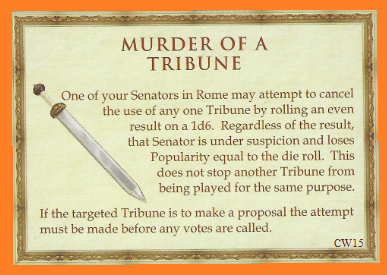 MURDER OF A
TRIBUNE
One of your Senators in Rome may attempt to cancel
the use of any one Tribune by rolling an even
result on a 1d6.  Regardless of the result,
that Senator is under suspicion and loses
Popularity equal to the die roll.  This
does not stop another Tribune from
being played for the same purpose.
If the targeted Tribune is to make a proposal the attempt
must be made before any votes are called.
CW15